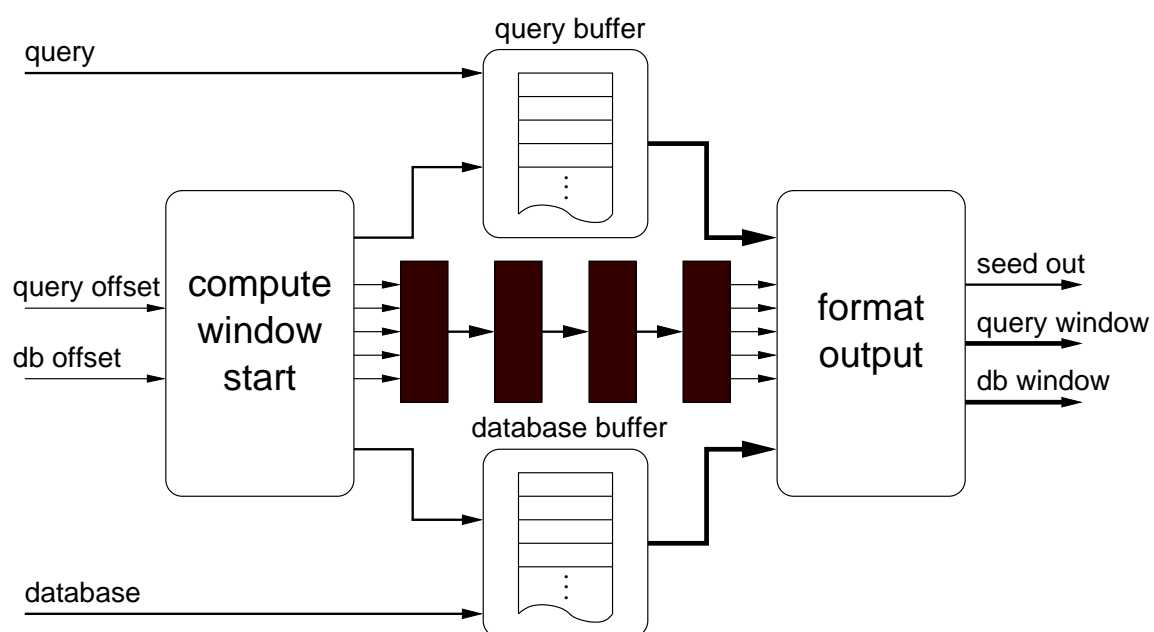 query buffer
query
compute
window
start
query offset
db offset
format
output
seed out
query window
db window
database buffer
database